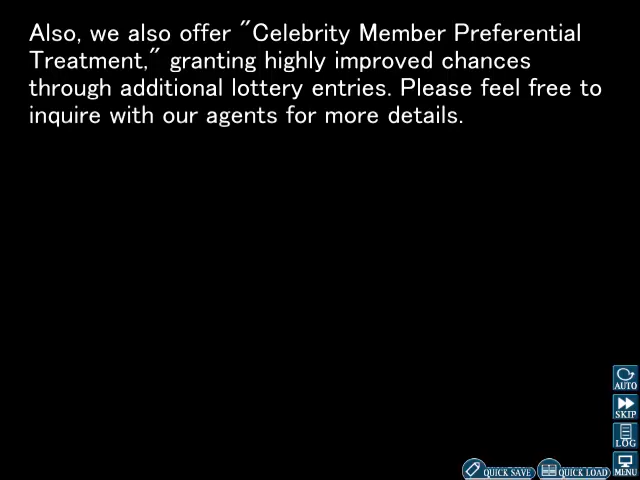 Also, we also offer "Celebrity Member Preferential
Treatment," granting highly improved chances
through additional lottery entries. Please feel free to
inquire with our agents for more details.
AUTO
SKIP
LOG
MENU
QUICK SAVE
QUICK LOAD